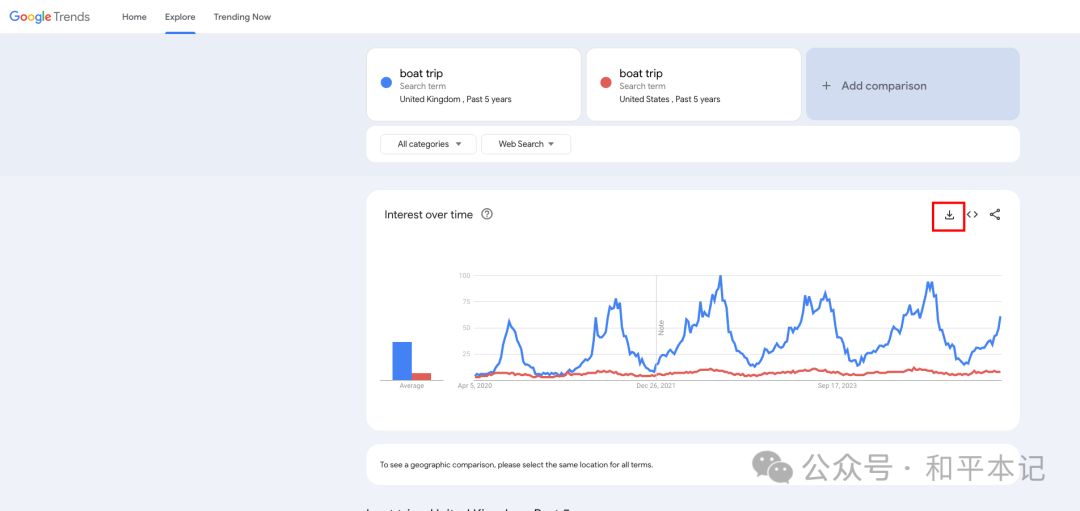 Google Trends Home Explore Trending Now
boat trip
Search term
United Kingdom , Past 5 years
boat trip
Search term
United States , Past 5 years
+ Add comparison
All categories
Web Search
Interest over time
100
75
50
25
Note
Average
Apr 5, 2020
Dec 26, 2021
Sep 17, 2023
To see a geographic comparison, please select the same location for all terms.
公众号 · 和平本记